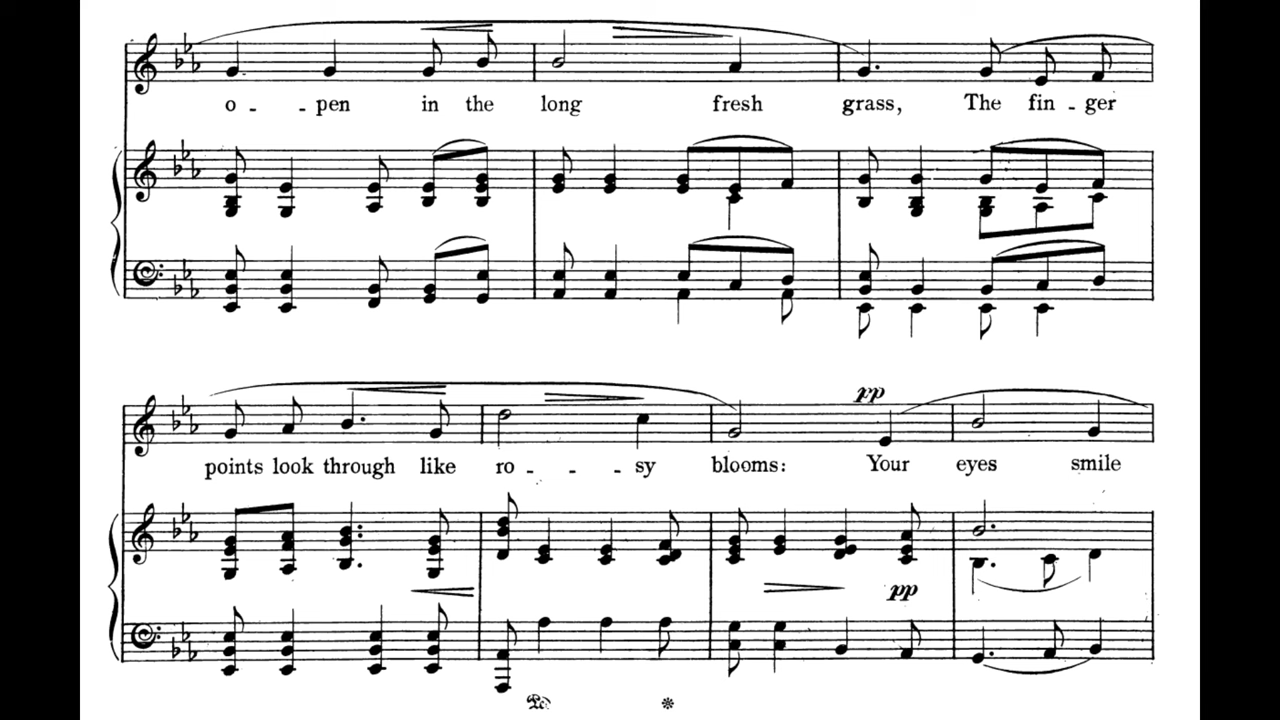 o - - pen in the long fresh grass, The fin - ger
pp
points look through like ro - - - sy blooms: Your eyes smile
pp